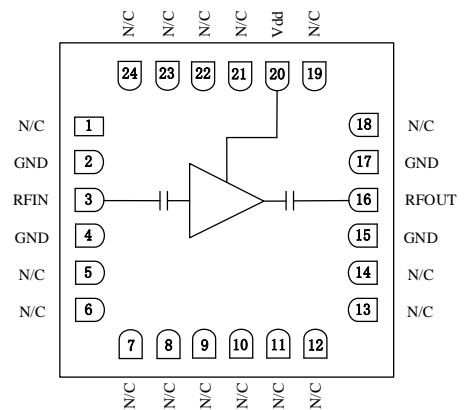 N/C N/C N/C N/C Vdd N/C
24 23 22 21 20 19
N/C 1 18 N/C
GND 2 17 GND
RFIN 3 16 RFOUT
GND 4 15 GND
N/C 5 14 N/C
N/C 6 13 N/C
7 8 9 10 11 12
N/C N/C N/C N/C N/C N/C